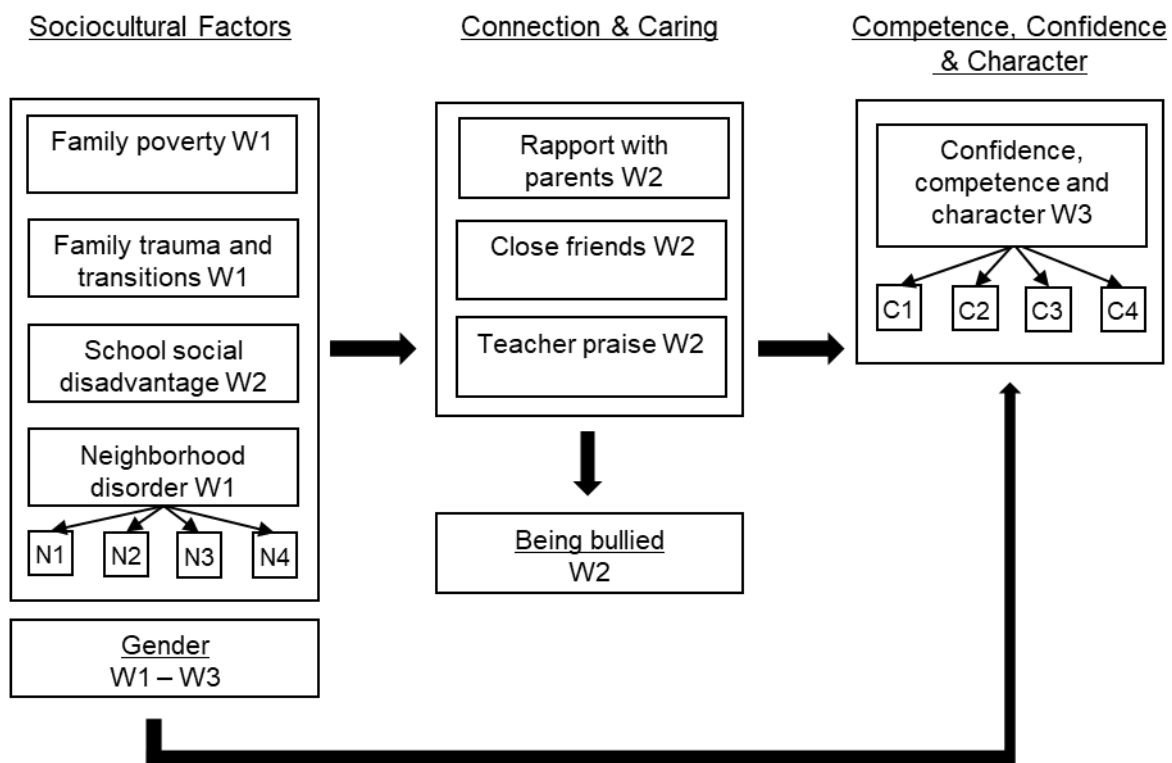 Sociocultural Factors
Family poverty W1
Family trauma and
transitions W1
School social
disadvantage W2
Neighborhood
disorder W1
N1
N2
N3
N4
Gender
W1 – W3
Connection & Caring
Rapport with
parents W2
Close friends W2
Teacher praise W2
Being bullied
W2
Competence, Confidence
& Character
Confidence,
competence and
character W3
C1
C2
C3
C4